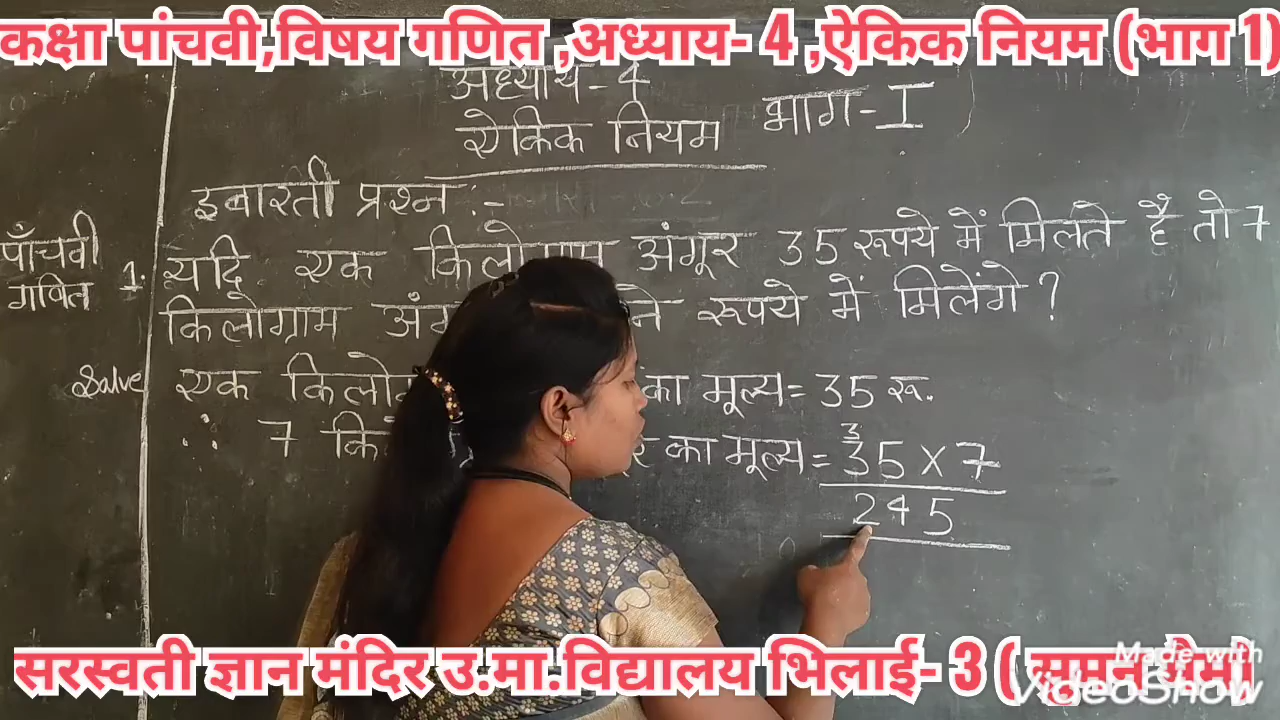 कक्षा पांचवी,विषय गणित ,अध्याय- 4 ,ऐकिक नियम (भाग 1)
अध्याय-4
ऐकिक नियम भाग-I
इबारती प्रश्न :-
पाँचवी
गणित
1. यदि एक किलोग्राम अंगूर 35 रूपये में मिलते है तो 7
किलोग्राम रूपये में मिलेंगे ?
Salve एक का मूल्य = 35 रू.
∴ 7 का मूल्य = 35 × 7
3
245
सरस्वती ज्ञान मंदिर उ.मा.विद्यालय भिलाई- 3 (
Made with
VideoShow